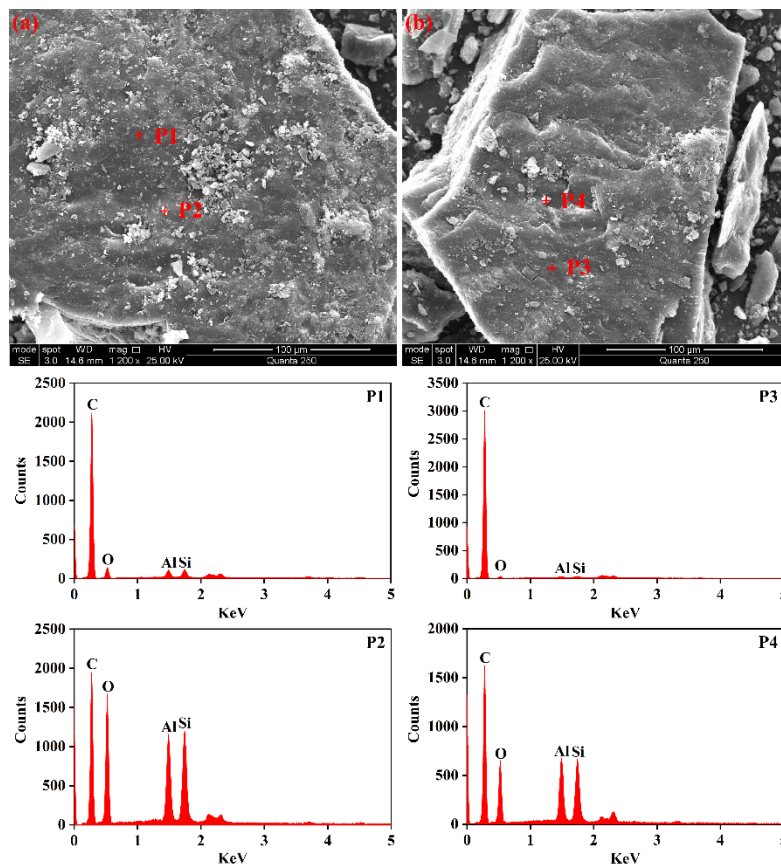 (a)
P1
P2
mode spot WD mag □ HV 100 µm
SE 3.0 14.6 mm 1 200 x 25.00 kV Quanta 250
(b)
P4
P3
mode spot WD mag □ HV 100 µm
SE 3.0 14.6 mm 1 200 x 25.00 kV Quanta 250
P1
2500
2000
1500
1000
500
0
Counts
C
O
Al Si
0 1 2 3 4 5
KeV
P3
3500
3000
2500
2000
1500
1000
500
0
Counts
C
O
Al Si
0 1 2 3 4 5
KeV
P2
2500
2000
1500
1000
500
0
Counts
C
O
Al Si
0 1 2 3 4 5
KeV
P4
2000
1500
1000
500
0
Counts
C
O
Al Si
0 1 2 3 4 5
KeV